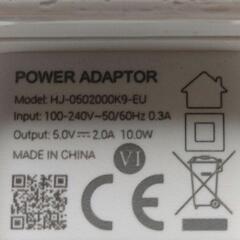 POWER ADAPTOR
Model: HJ-0502000K9-EU
Input: 100-240V~50/60Hz 0.3A
Output: 5.0V⎓ 2.0A 10.0W
MADE IN CHINA
VI
CE